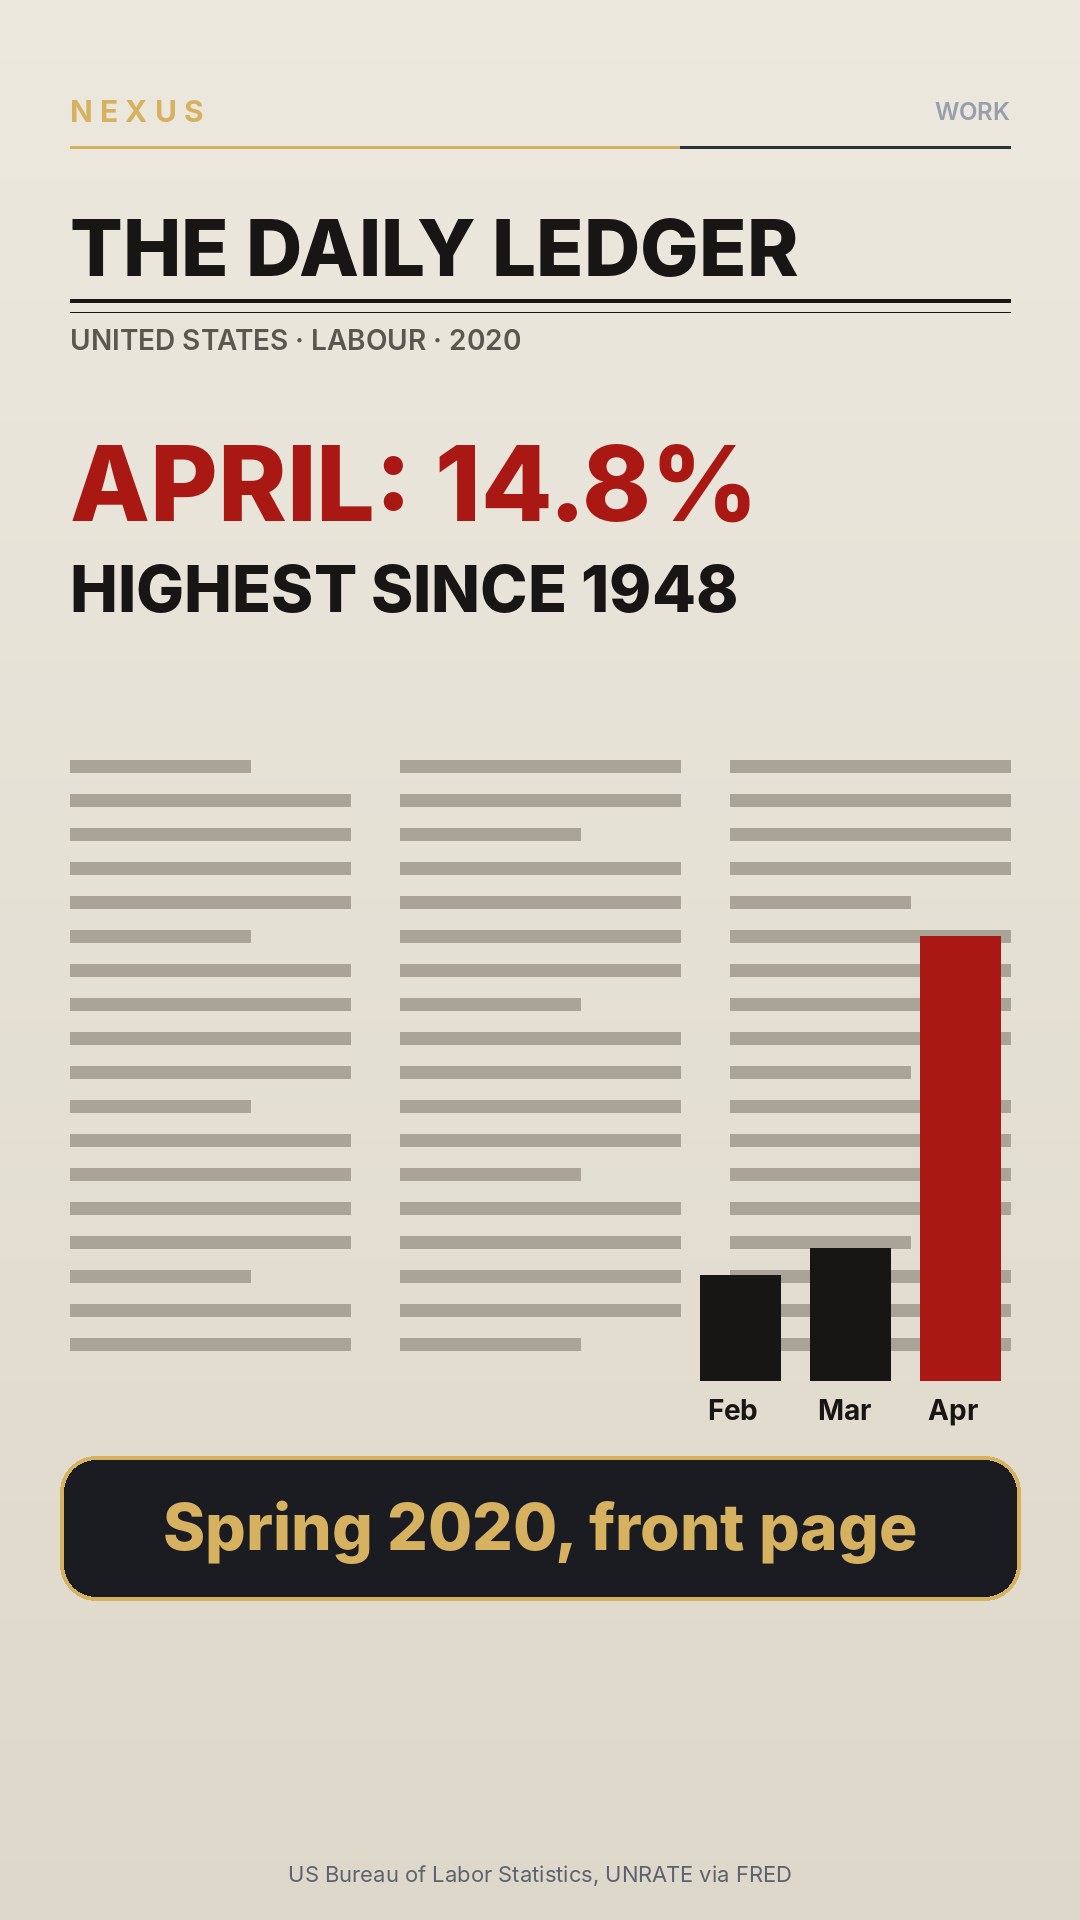 NEXUS
WORK
THE DAILY LEDGER
UNITED STATES · LABOUR · 2020
APRIL: 14.8%
HIGHEST SINCE 1948
Feb Mar Apr
Spring 2020, front page
US Bureau of Labor Statistics, UNRATE via FRED